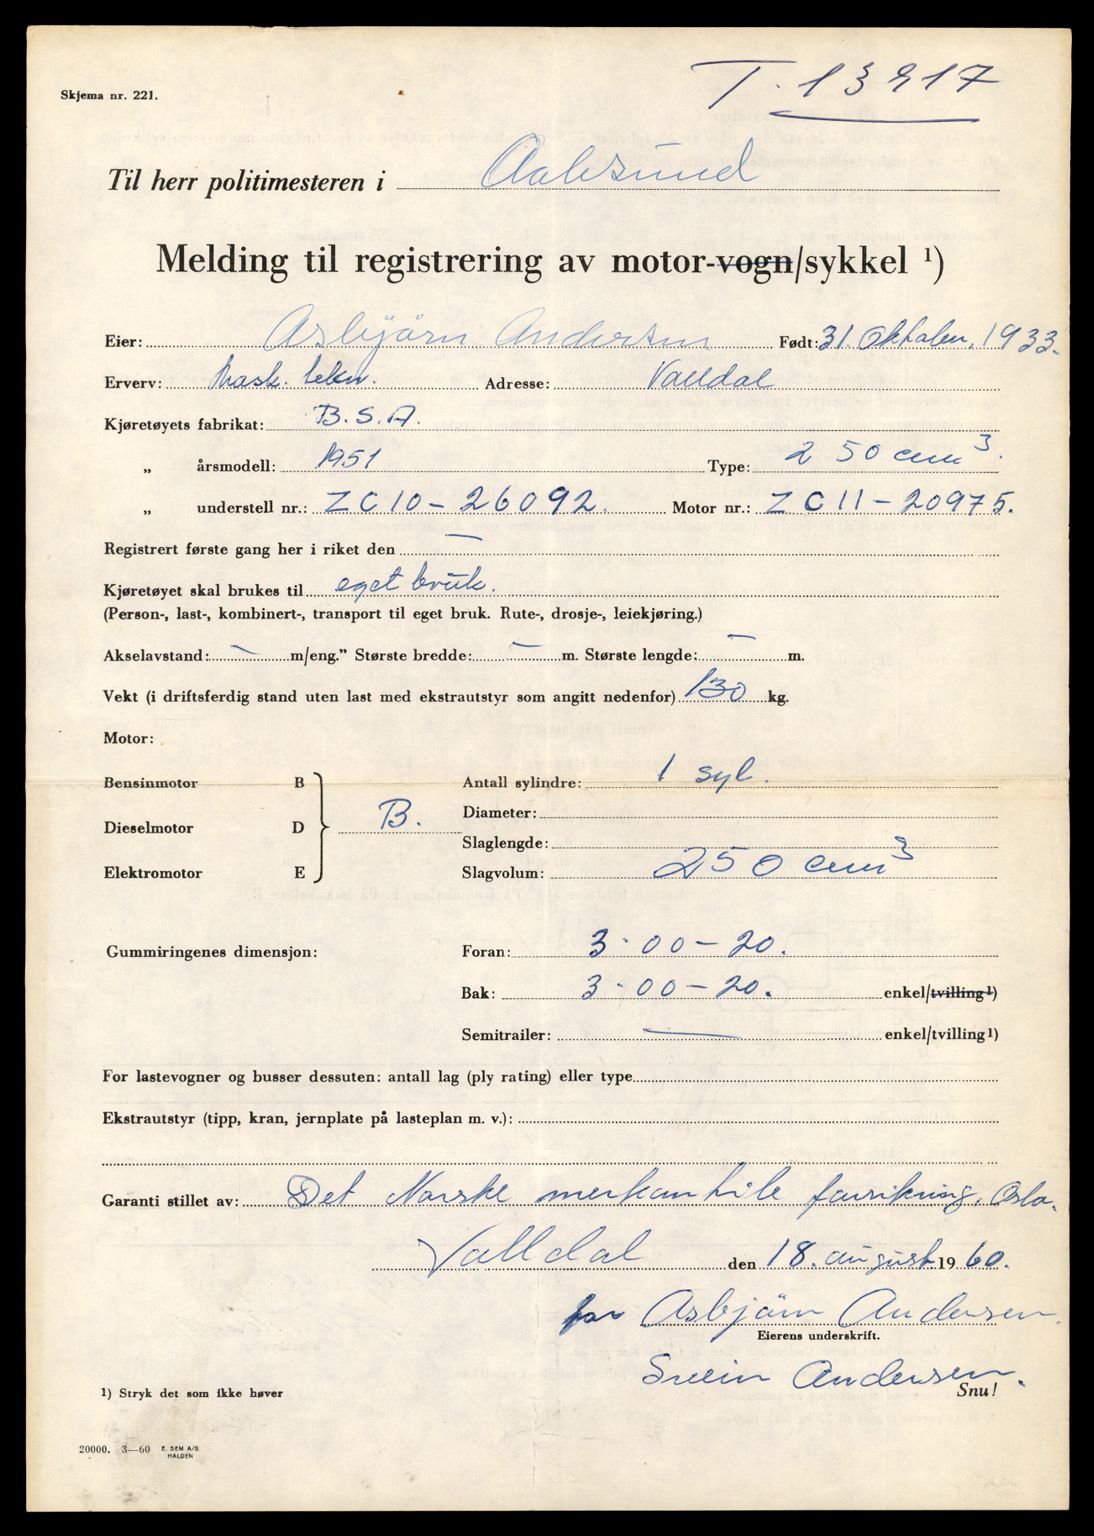 T. 13917
Skjema nr. 221.
Til herr politimesteren i Aalesund
Melding til registrering av motor-vogn/sykkel ¹)
Eier: Asbjörn Andersen Født: 31. Oktober, 1933.
Erverv: Mask. tekn. Adresse: Valldal
Kjøretøyets fabrikat: B.S.A.
„ årsmodell: 1951 Type: 250 cm³.
„ understell nr.: ZC10-26092. Motor nr.: ZC11-20975.
Registrert første gang her i riket den —
Kjøretøyet skal brukes til eget bruk.
(Person-, last-, kombinert-, transport til eget bruk. Rute-, drosje-, leiekjøring.)
Akselavstand: — m/eng.” Største bredde: — m. Største lengde: — m.
Vekt (i driftsferdig stand uten last med ekstrautstyr som angitt nedenfor) 130 kg.
Motor:
Bensinmotor B Antall sylindre: 1 syl.
Diameter:
Dieselmotor D B.
Slaglengde:
Elektromotor E Slagvolum: 250 cm³
Gummiringenes dimensjon: Foran: 3.00-20.
Bak: 3.00-20. enkel/tvilling¹)
Semitrailer: — enkel/tvilling¹)
For lastevogner og busser dessuten: antall lag (ply rating) eller type
Ekstrautstyr (tipp, kran, jernplate på lasteplan m. v.):
Garanti stillet av: Det Norske merkantile forsikring, Oslo.
Valldal den 18. august 1960.
for Asbjörn Andersen.
Eierens underskrift.
Svein Andersen.
¹) Stryk det som ikke høver
Snu!
20000. 3—60 E. SEM A/S
HALDEN